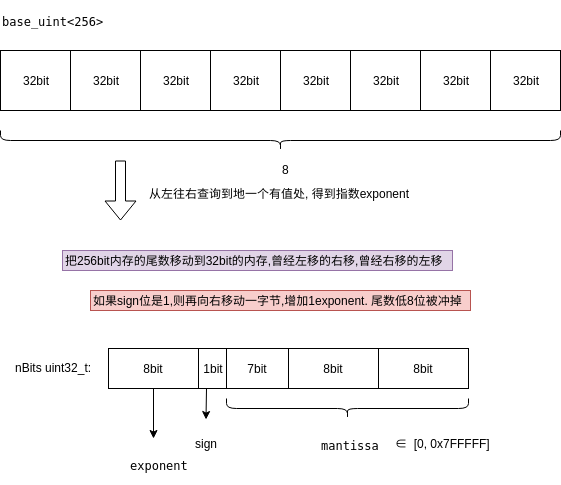 base_uint<256>
32bit 32bit 32bit 32bit 32bit 32bit 32bit 32bit
8
从左往右查询到地一个有值处, 得到指数exponent
把256bit内存的尾数移动到32bit的内存,曾经左移的右移,曾经右移的左移
如果sign位是1,则再向右移动一字节,增加1exponent. 尾数低8位被冲掉
nBits uint32_t: 8bit 1bit 7bit 8bit 8bit
sign
mantissa ∈ [0, 0x7FFFFF]
exponent